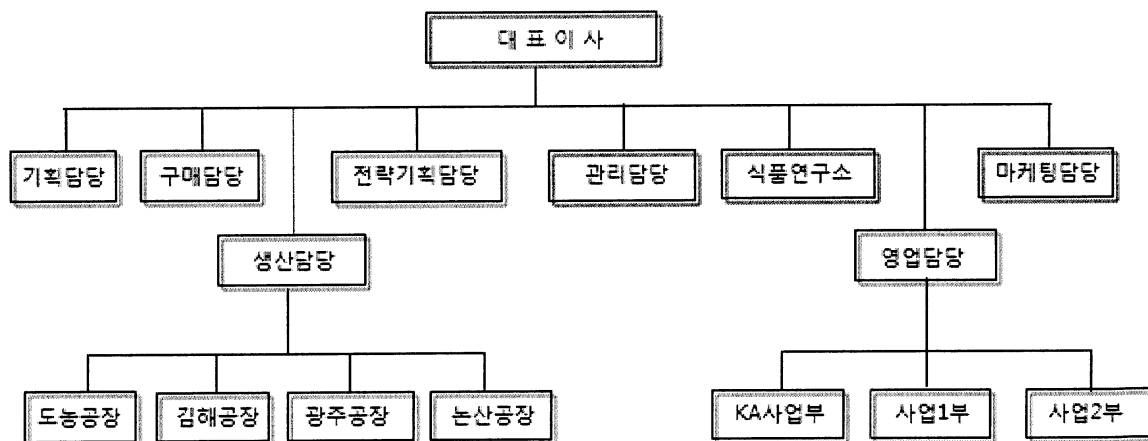 대 표 이 사
기획담당 구매담당 전략기획담당 관리담당 식품연구소 마케팅담당
생산담당 영업담당
도농공장 김해공장 광주공장 논산공장 KA사업부 사업1부 사업2부